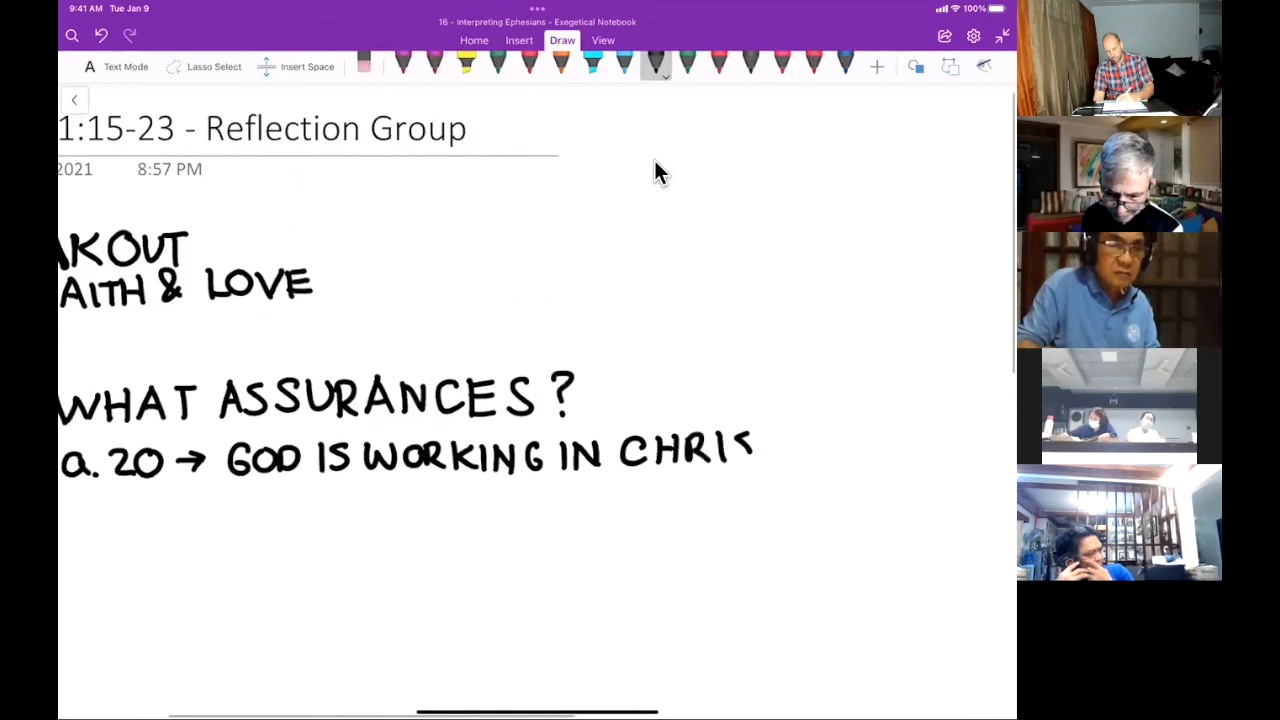 9:41 AM Tue Jan 9
100%
16 - Interpreting Ephesians - Exegetical Notebook
Home Insert Draw View
A Text Mode Lasso Select Insert Space
1:15-23 - Reflection Group
2021 8:57 PM
AKOUT
AITH & LOVE
WHAT ASSURANCES?
a. 20 → GOD IS WORKING IN CHRIS